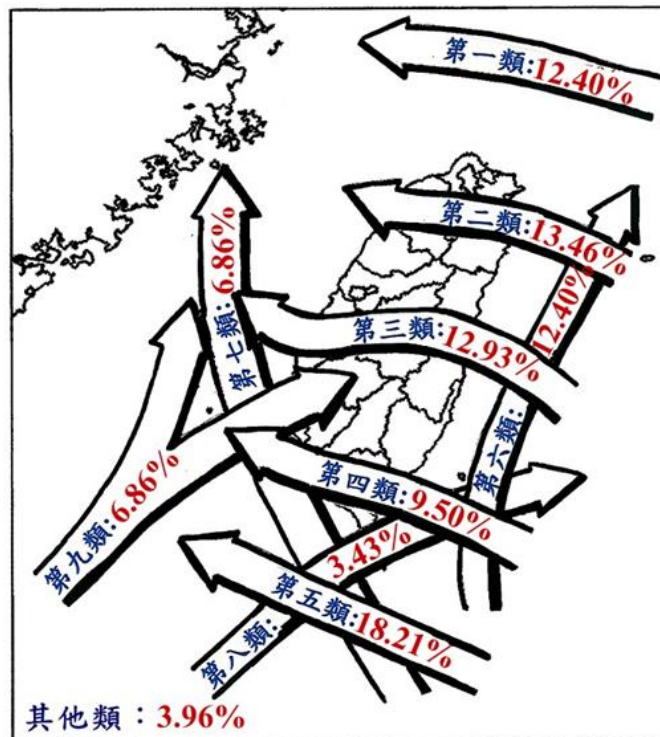 第一類:12.40%
第二類:13.46%
12.40%
第六類:
6.86%
第七類:
第三類:12.93%
第九類:6.86%
第四類:9.50%
3.43%
第八類:
第五類:18.21%
其他類:3.96%